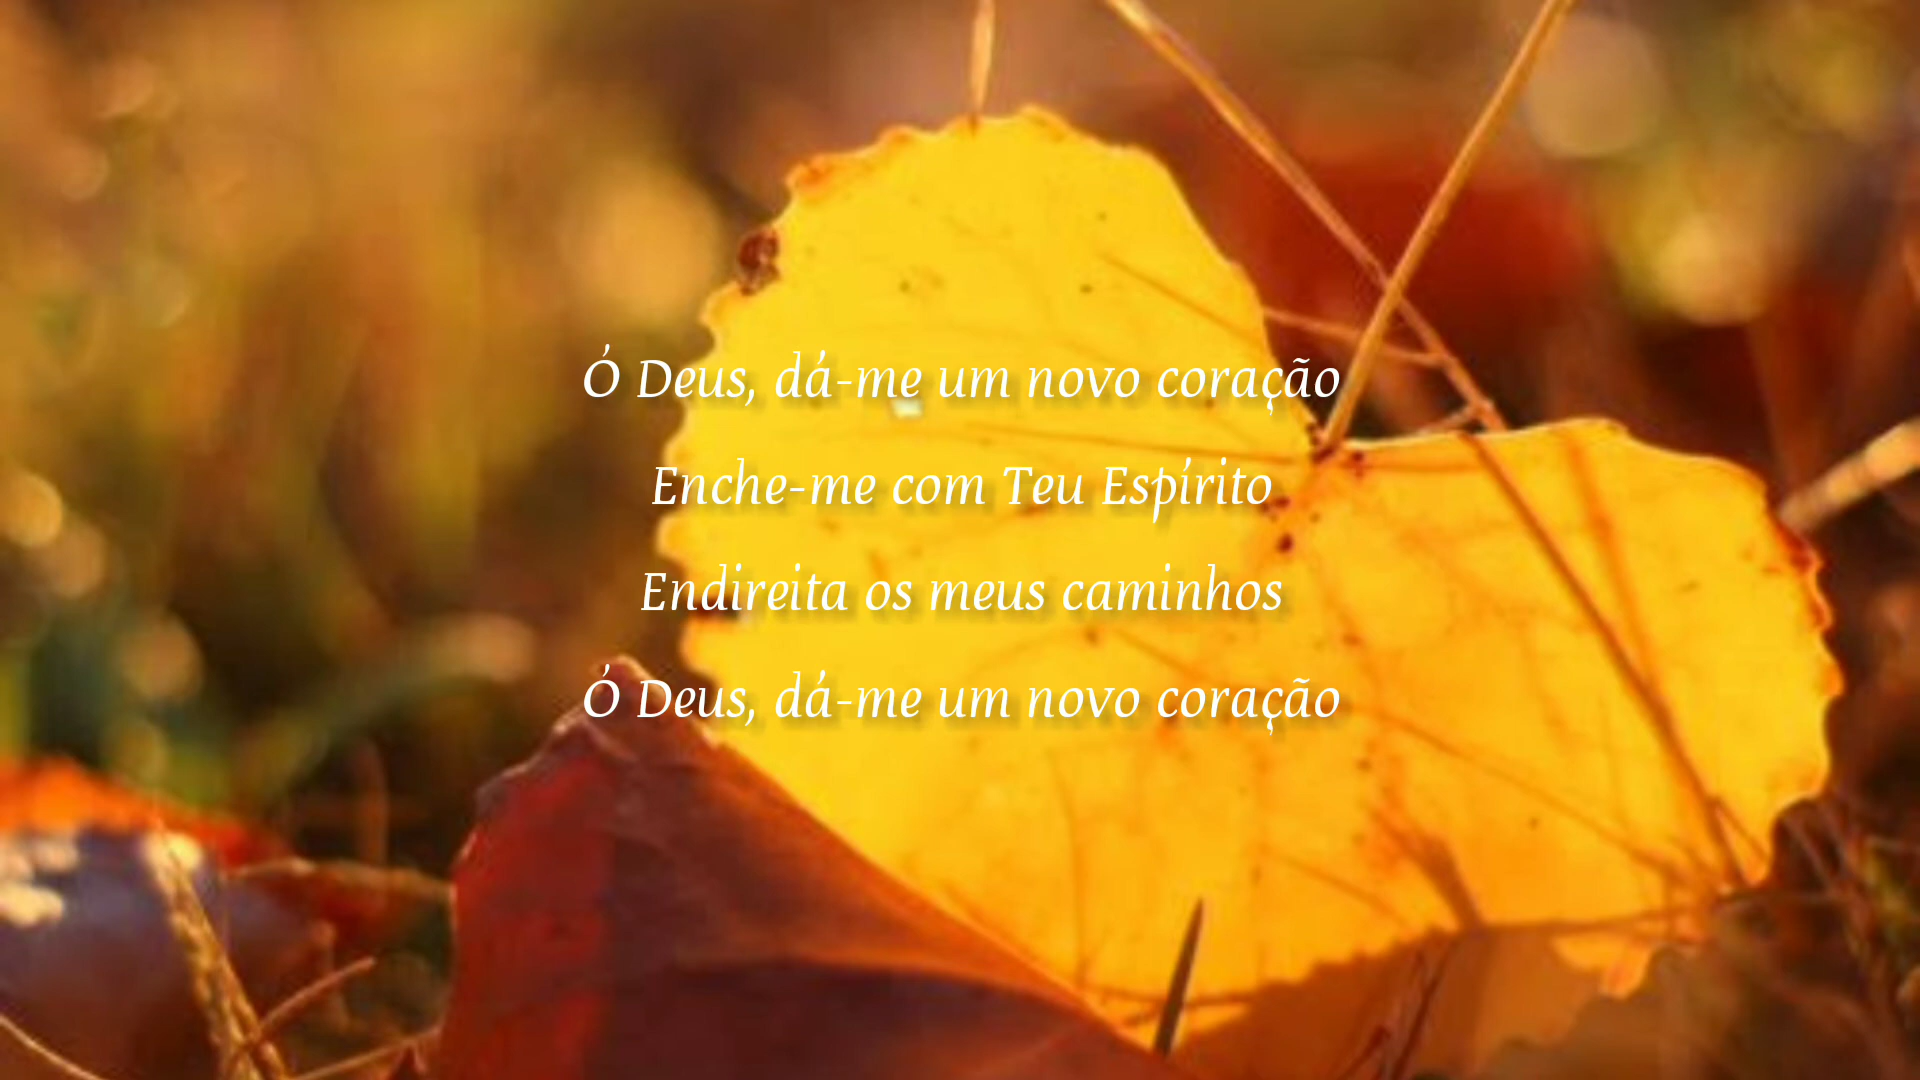 Ó Deus, dá-me um novo coração
Enche-me com Teu Espírito
Endireita os meus caminhos
Ó Deus, dá-me um novo coração